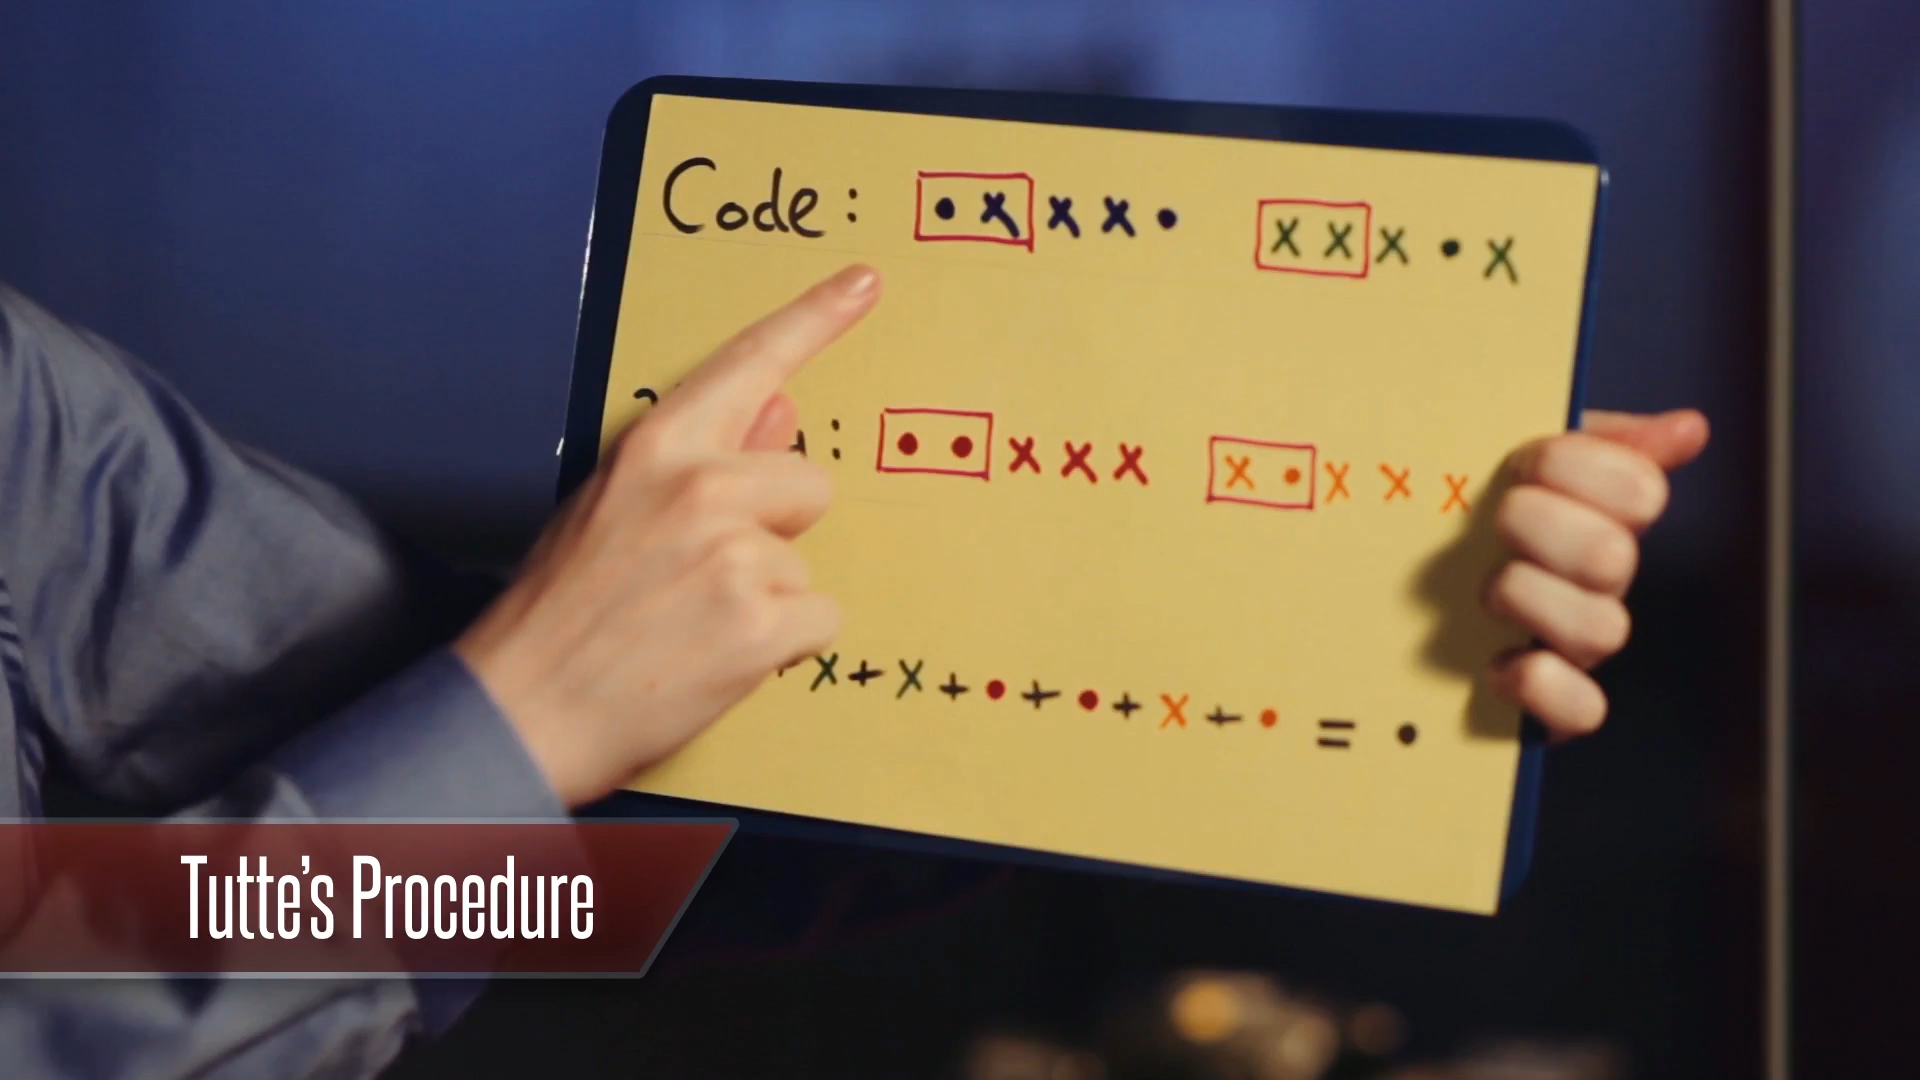 Code: • x x x • x x x • x
: • • x x x x • x x x
x + x + • + • + x + • = •
Tutte's Procedure